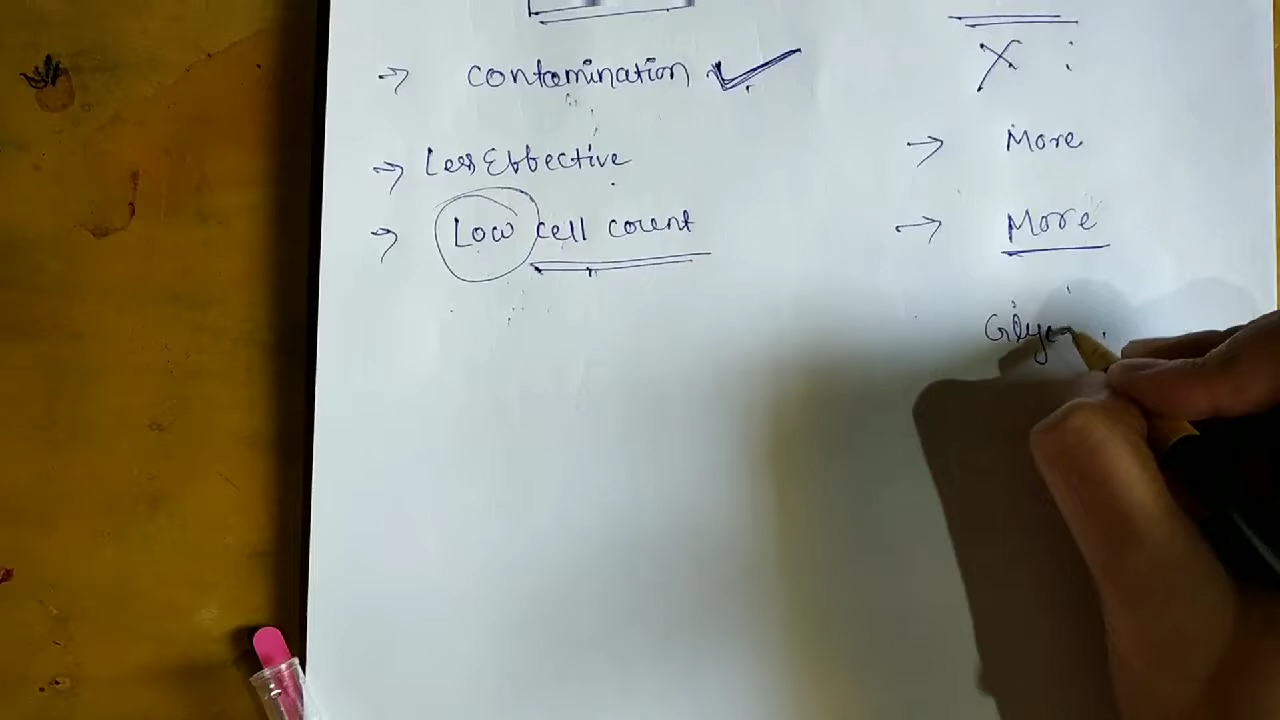 → contamination ✓
X :
→ Less Effective
→ More
→ Low cell count
→ More